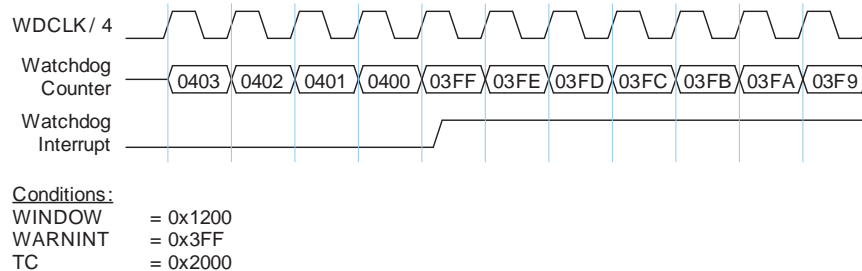 WDCLK / 4
Watchdog
Counter
0403 0402 0401 0400 03FF 03FE 03FD 03FC 03FB 03FA 03F9
Watchdog
Interrupt
Conditions:
WINDOW = 0x1200
WARNINT = 0x3FF
TC = 0x2000